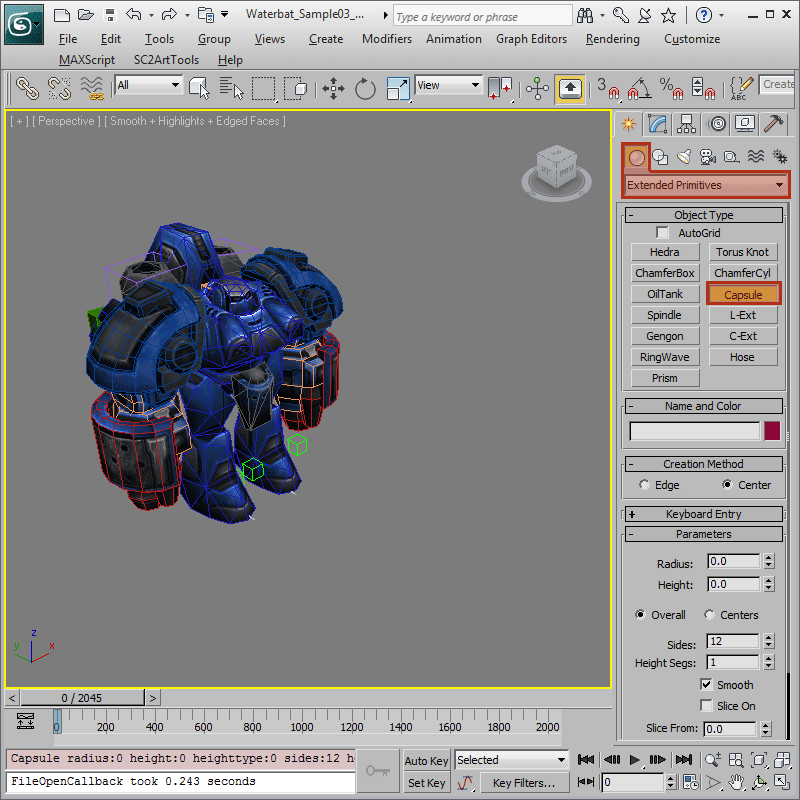 Waterbat_Sample03_...
Type a keyword or phrase
File Edit Tools Group Views Create Modifiers Animation Graph Editors Rendering Customize
MAXScript SC2ArtTools Help
All
View
3
%
ABC
Create
[ + ] [ Perspective ] [ Smooth + Highlights + Edged Faces ]
Extended Primitives
- Object Type
AutoGrid
Hedra Torus Knot
ChamferBox ChamferCyl
OilTank Capsule
Spindle L-Ext
Gengon C-Ext
RingWave Hose
Prism
- Name and Color
- Creation Method
Edge Center
+ Keyboard Entry
- Parameters
Radius: 0.0
Height: 0.0
Overall Centers
Sides: 12
Height Segs: 1
Smooth
Slice On
Slice From: 0.0
z
y x
< 0 / 2045 >
0 200 400 600 800 1000 1200 1400 1600 1800 2000
Capsule radius:0 height:0 heighttype:0 sides:12 he
FileOpenCallback took 0.243 seconds
Auto Key Selected
Set Key Key Filters...
0